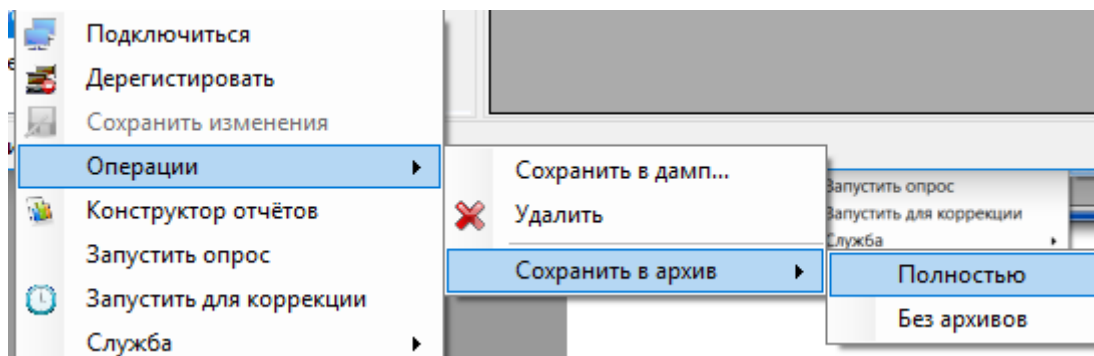 Подключиться
Дерегистировать
Сохранить изменения
Операции
Сохранить в дамп...
Конструктор отчётов
Удалить
Запустить опрос
Запустить для коррекции
Служба
Сохранить в архив
Полностью
Без архивов
Запустить опрос
Запустить для коррекции
Служба